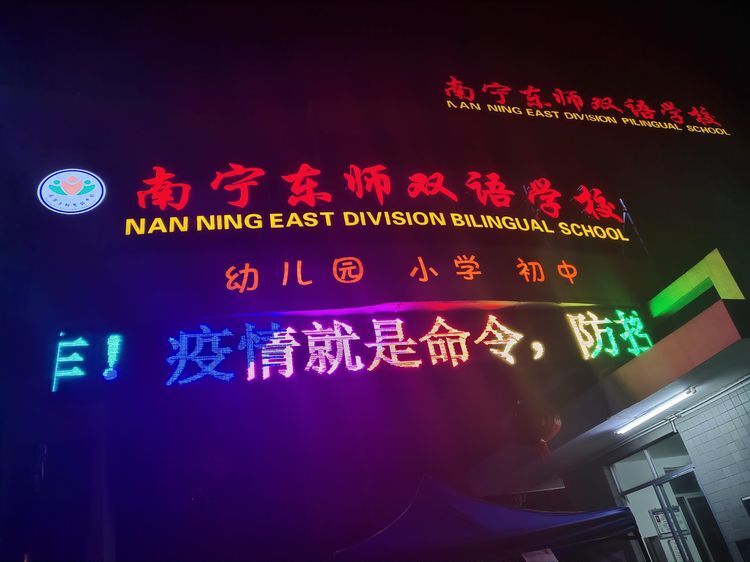 南宁东师双语学校
NAN NING EAST DIVISION PILINGUAL SCHOOL
南宁东师双语学校
NAN NING EAST DIVISION BILINGUAL SCHOOL
幼儿园 小学 初中
！疫情就是命令，防控